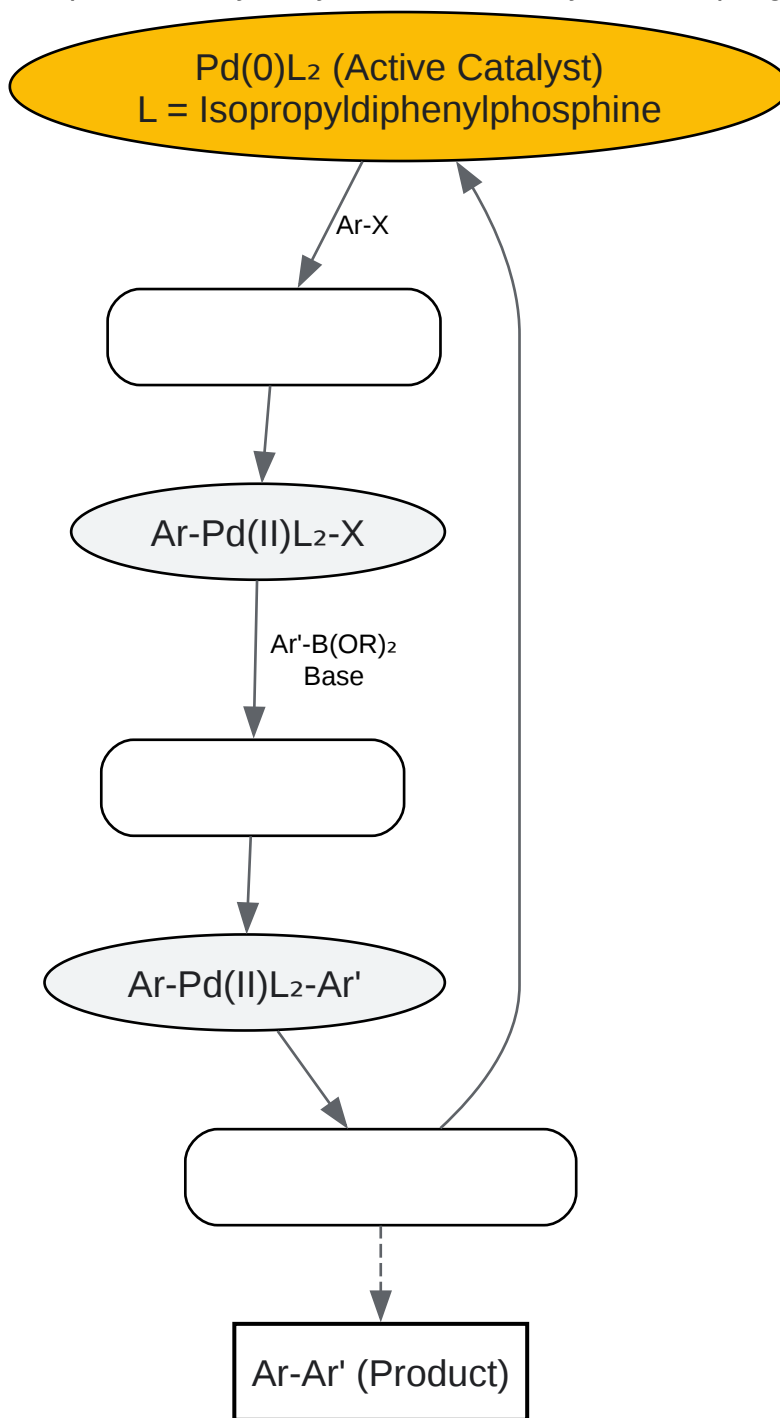 Pd(0)L₂ (Active Catalyst)
L = Isopropyldiphenylphosphine
Ar-X
Ar-Pd(II)L₂-X
Ar'-B(OR)₂
Base
Ar-Pd(II)L₂-Ar'
Ar-Ar' (Product)